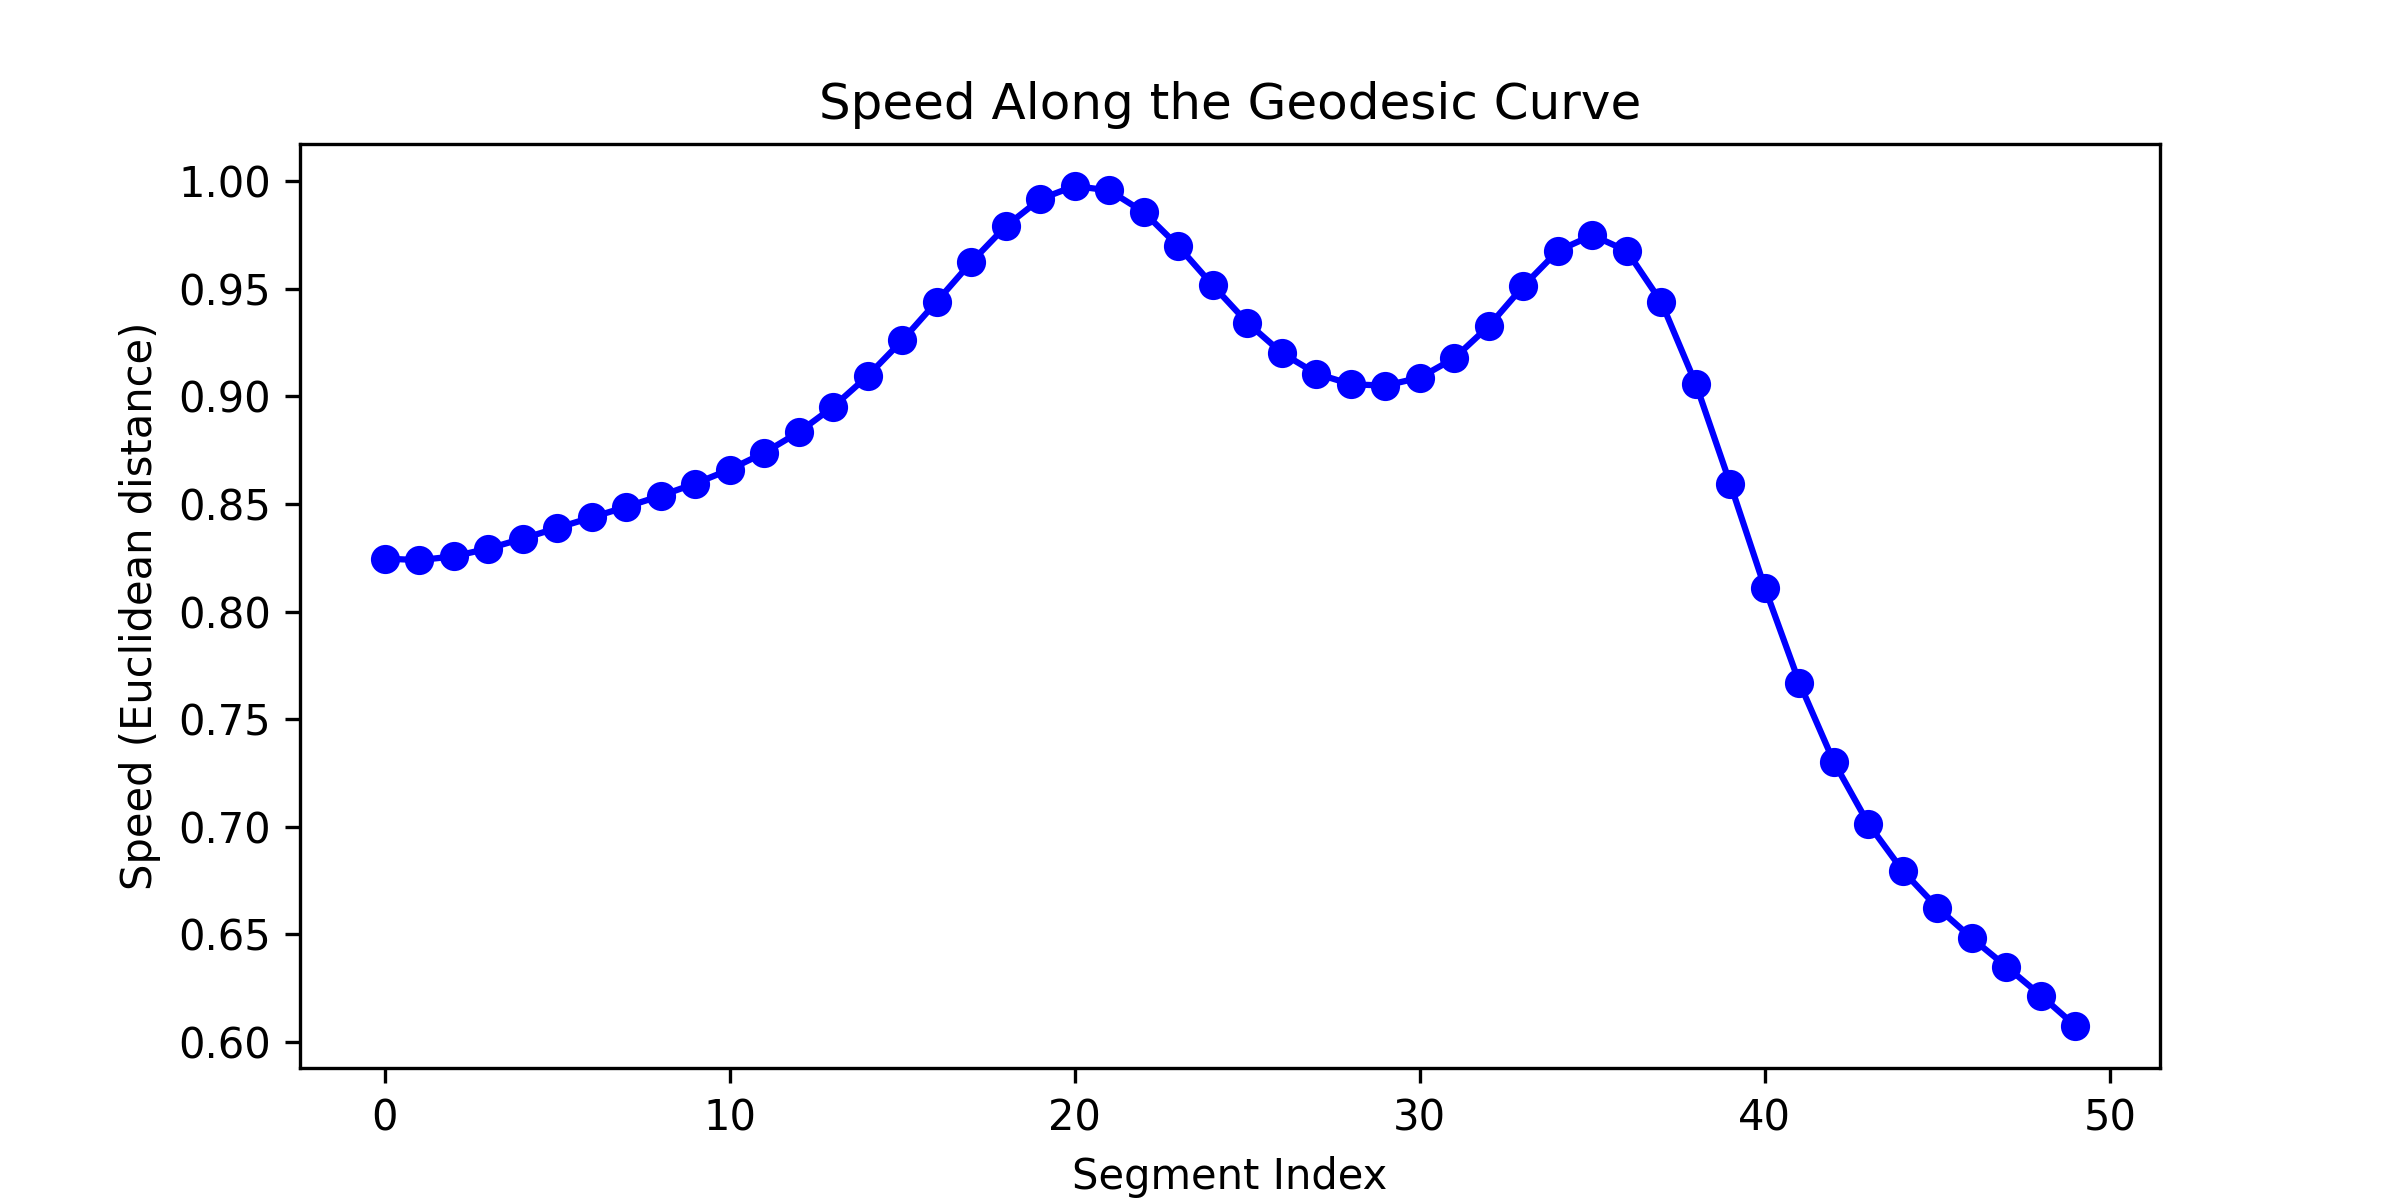 Speed Along the Geodesic Curve
Speed (Euclidean distance)
1.00
0.95
0.90
0.85
0.80
0.75
0.70
0.65
0.60
0 10 20 30 40 50
Segment Index